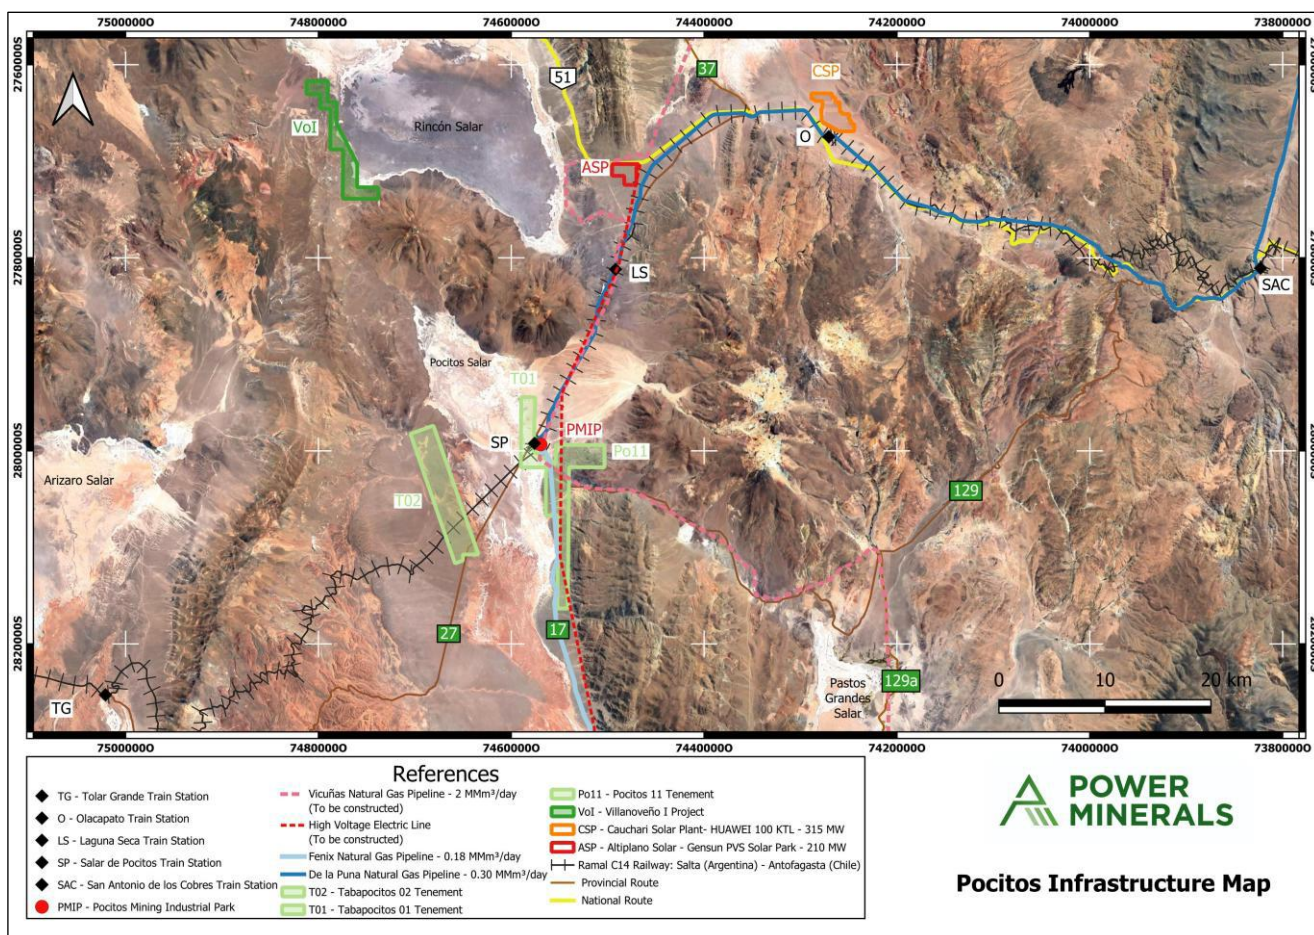 75000000 74800000 74600000 74400000 74200000 74000000 73800000
2760000S
2780000S
2800000S
2820000S
51
37
CSP
VoI
Rincón Salar
O
ASP
LS
SAC
Pocitos Salar
T01
SP
PMIP
Po11
Arizaro Salar
T02
129
27
17
129a
TG
Pastos
Grandes
Salar
0 10 20 km
75000000 74800000 74600000 74400000 74200000 74000000 73800000
References
TG - Tolar Grande Train Station
O - Olacapato Train Station
LS - Laguna Seca Train Station
SP - Salar de Pocitos Train Station
SAC - San Antonio de los Cobres Train Station
PMIP - Pocitos Mining Industrial Park
Vicuñas Natural Gas Pipeline - 2 MMm³/day
(To be constructed)
High Voltage Electric Line
(To be constructed)
Fenix Natural Gas Pipeline - 0.18 MMm³/day
De la Puna Natural Gas Pipeline - 0.30 MMm³/day
T02 - Tabapocitos 02 Tenement
T01 - Tabapocitos 01 Tenement
Po11 - Pocitos 11 Tenement
VoI - Villanoveño I Project
CSP - Cauchari Solar Plant- HUAWEI 100 KTL - 315 MW
ASP - Altiplano Solar - Gensun PVS Solar Park - 210 MW
Ramal C14 Railway: Salta (Argentina) - Antofagasta (Chile)
Provincial Route
National Route
POWER
MINERALS
Pocitos Infrastructure Map